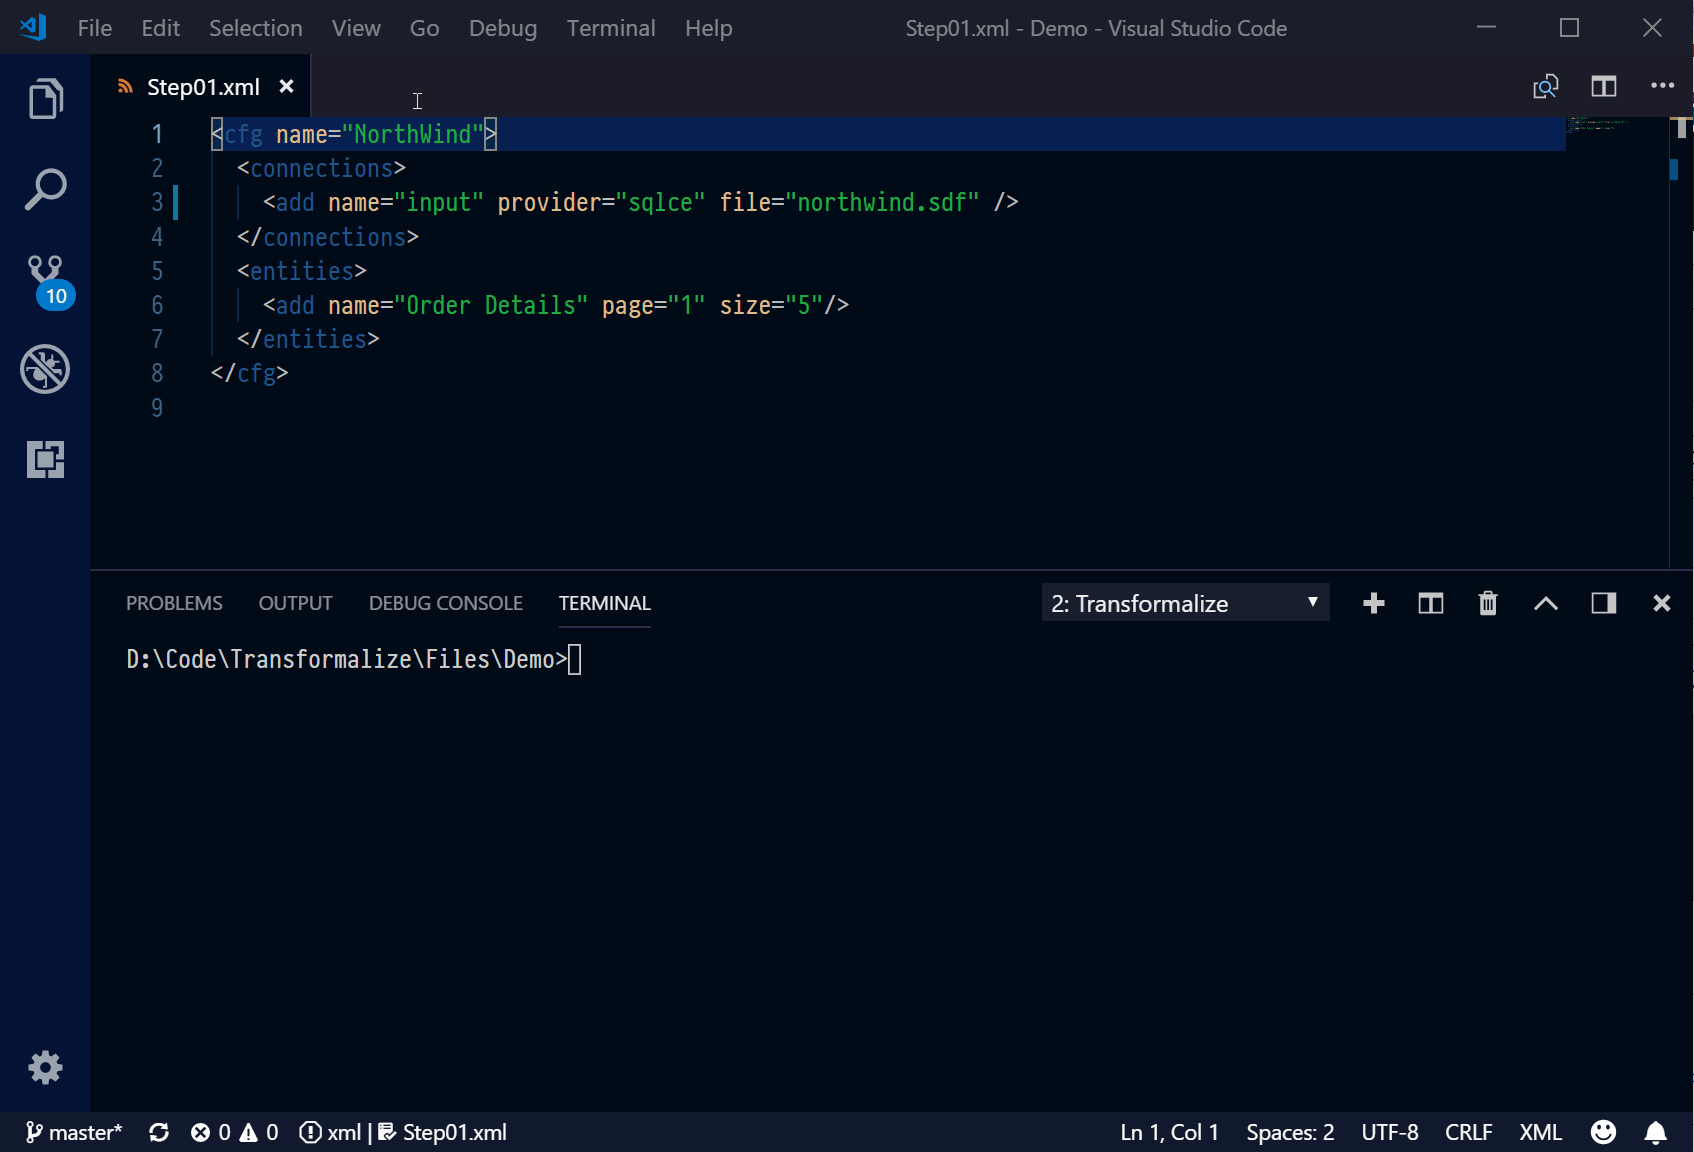 File Edit Selection View Go Debug Terminal Help Step01.xml - Demo - Visual Studio Code
Step01.xml
1 <cfg name="NorthWind">
2 <connections>
3 <add name="input" provider="sqlce" file="northwind.sdf" />
4 </connections>
5 <entities>
6 <add name="Order Details" page="1" size="5"/>
7 </entities>
8 </cfg>
9
10
PROBLEMS OUTPUT DEBUG CONSOLE TERMINAL 2: Transformalize
D:\Code\Transformalize\Files\Demo>
master* 0 0 xml | Step01.xml Ln 1, Col 1 Spaces: 2 UTF-8 CRLF XML